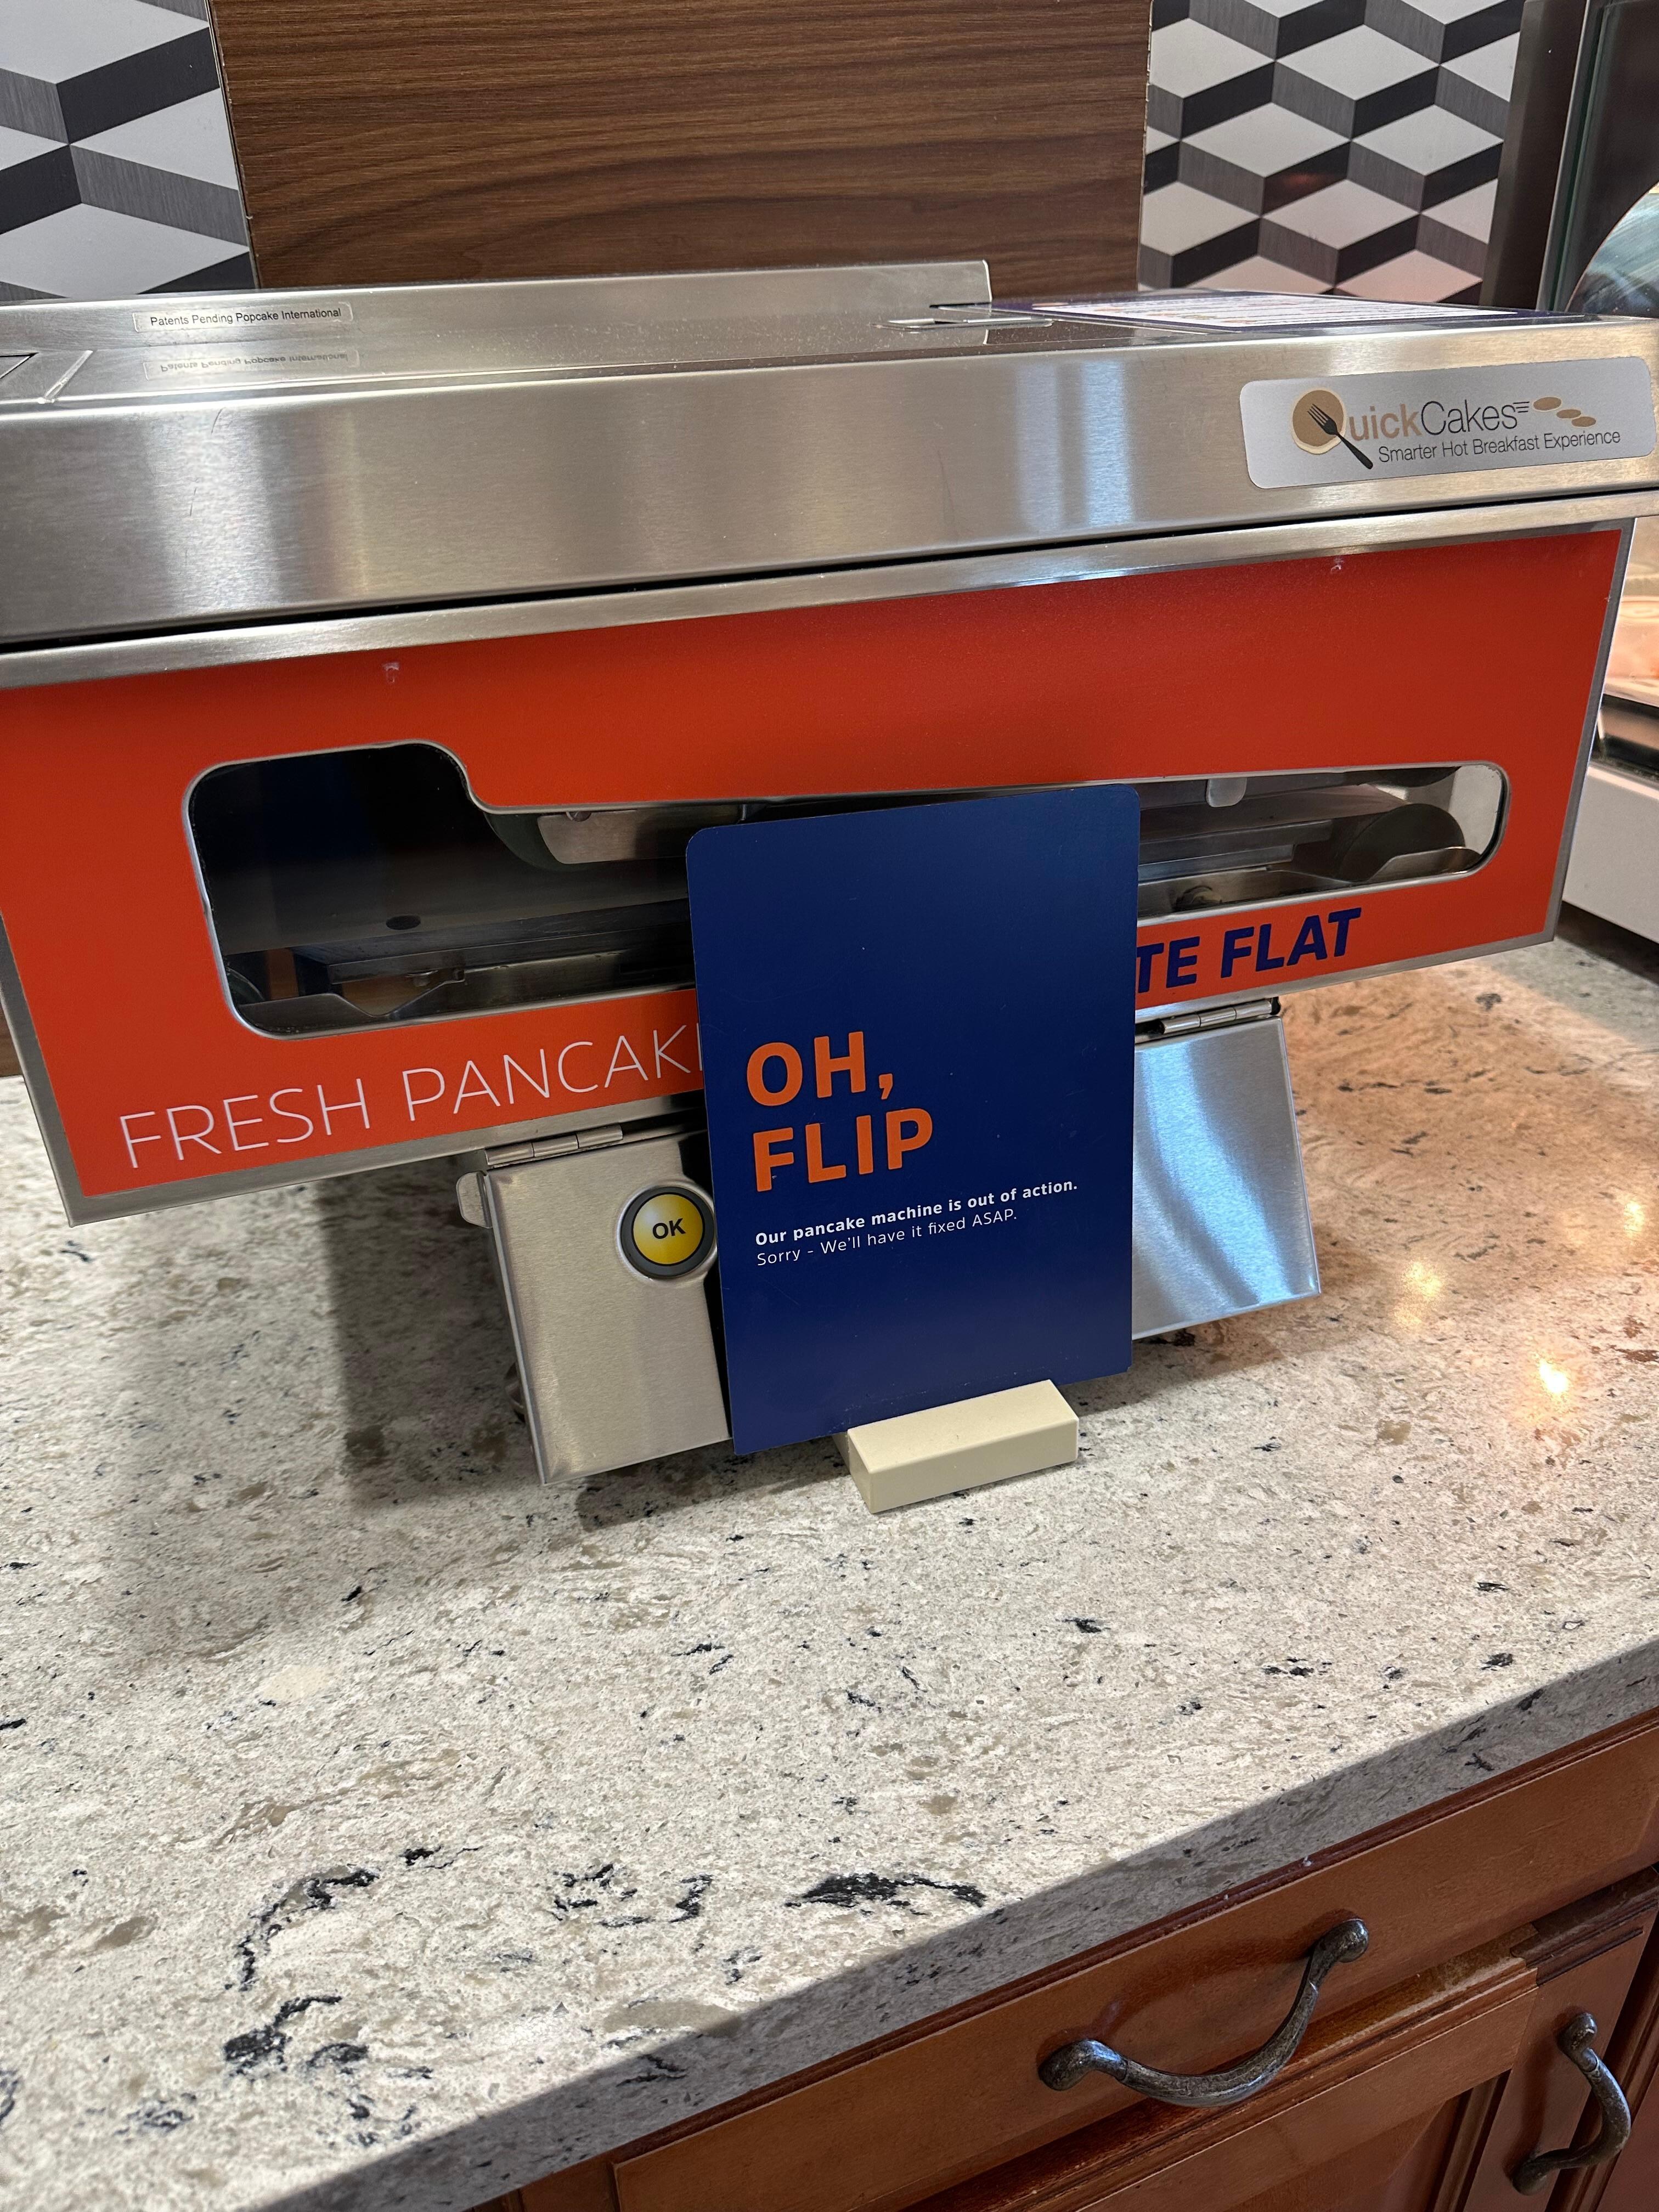 Patents Pending Popcake International
QuickCakes
Smarter Hot Breakfast Experience
FRESH PANCAK
TE FLAT
OK
OH,
FLIP
Our pancake machine is out of action.
Sorry - We'll have it fixed ASAP.